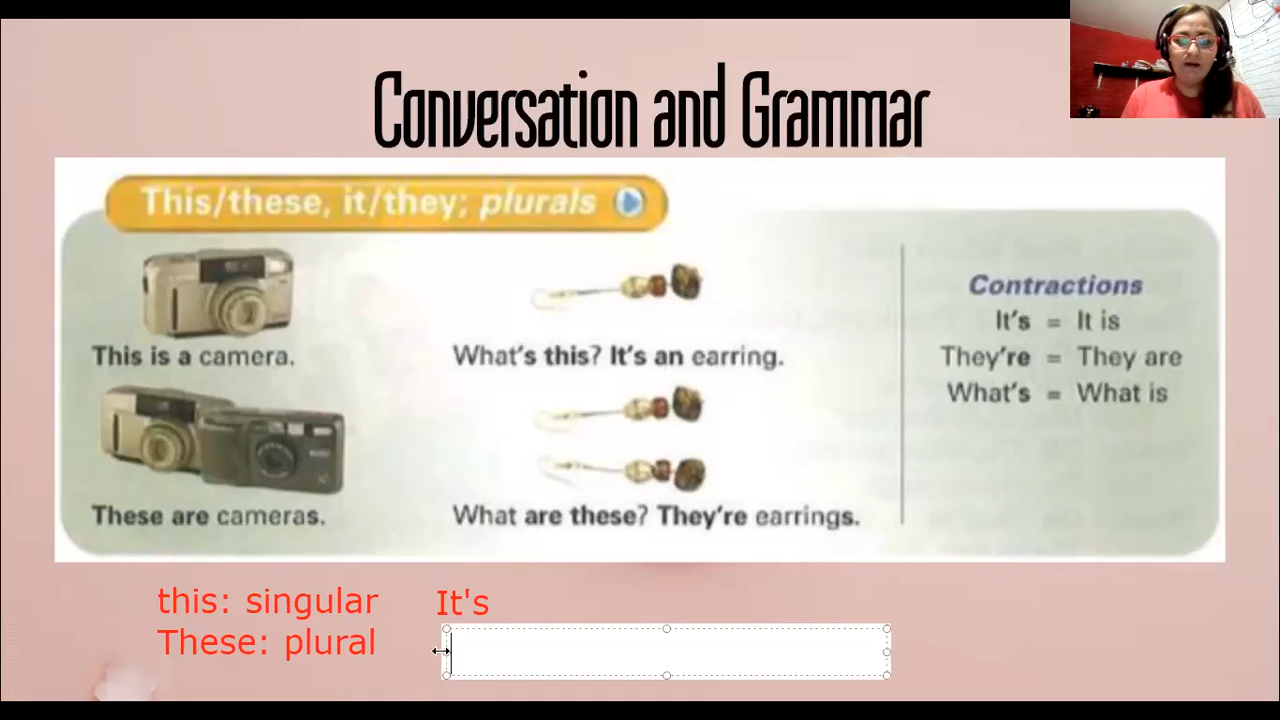 Conversation and Grammar
This/these, it/they; plurals
This is a camera.
What's this? It's an earring.
These are cameras.
What are these? They're earrings.
Contractions
It's = It is
They're = They are
What's = What is
this: singular
These: plural
It's